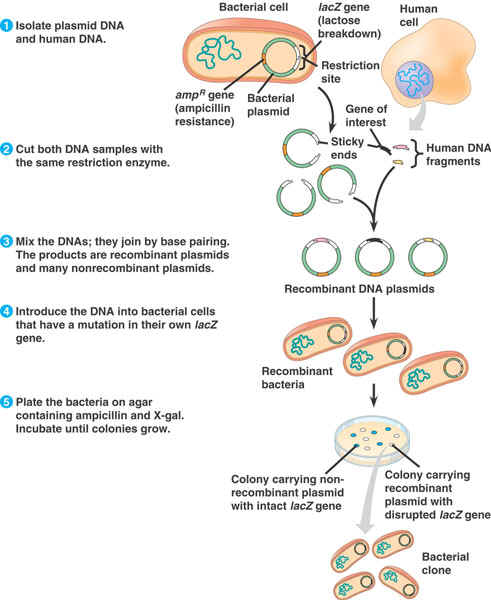 1 Isolate plasmid DNA
and human DNA.
Bacterial cell
lacZ gene
(lactose
breakdown)
Human
cell
Restriction
site
ampR gene
(ampicillin
resistance)
Bacterial
plasmid
Gene of
interest
2 Cut both DNA samples with
the same restriction enzyme.
Sticky
ends
Human DNA
fragments
3 Mix the DNAs; they join by base pairing.
The products are recombinant plasmids
and many nonrecombinant plasmids.
Recombinant DNA plasmids
4 Introduce the DNA into bacterial cells
that have a mutation in their own lacZ
gene.
Recombinant
bacteria
5 Plate the bacteria on agar
containing ampicillin and X-gal.
Incubate until colonies grow.
Colony carrying non-
recombinant plasmid
with intact lacZ gene
Colony carrying
recombinant
plasmid with
disrupted lacZ gene
Bacterial
clone